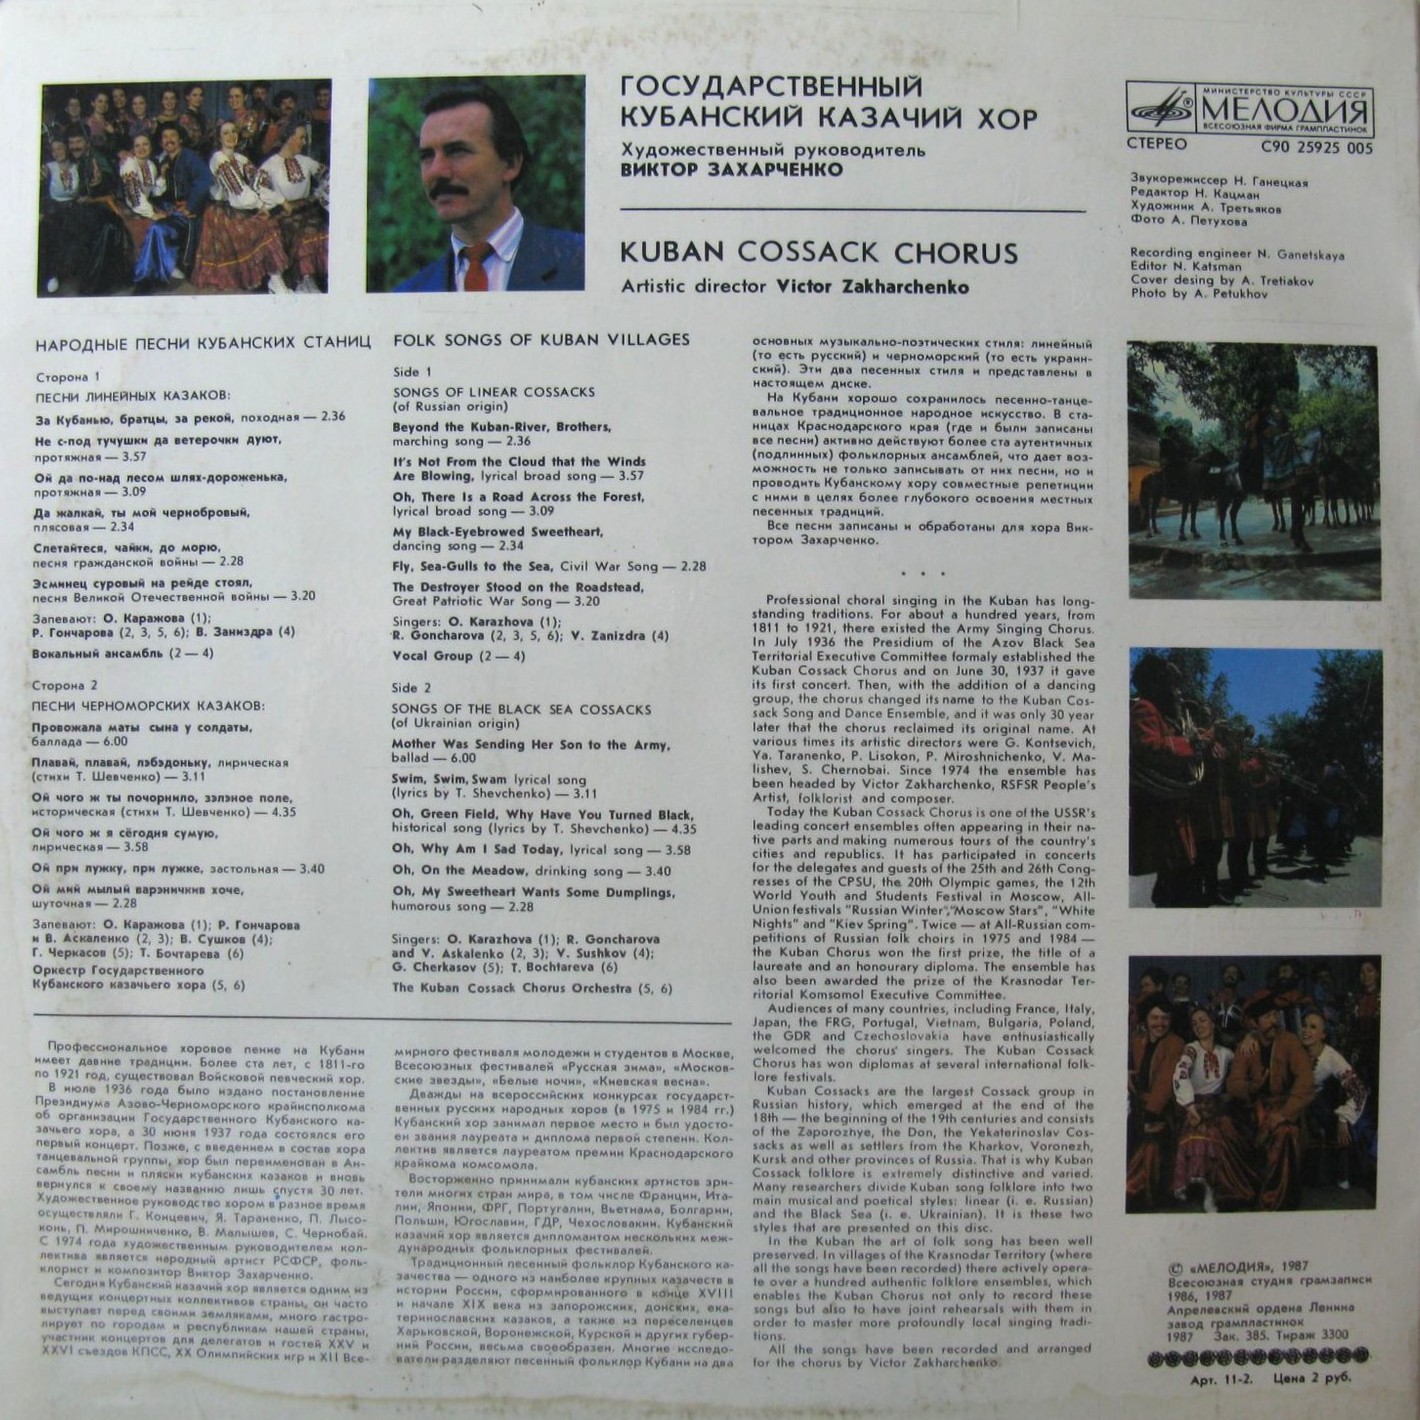 ГОСУДАРСТВЕННЫЙ
КУБАНСКИЙ КАЗАЧИЙ ХОР
Художественный руководитель
ВИКТОР ЗАХАРЧЕНКО
KUBAN COSSACK CHORUS
Artistic director Victor Zakharchenko
МИНИСТЕРСТВО КУЛЬТУРЫ СССР
МЕЛОДИЯ
ВСЕСОЮЗНАЯ ФИРМА ГРАМПЛАСТИНОК
СТЕРЕО С90 25925 005
Звукорежиссер Н. Ганецкая
Редактор Н. Кацман
Художник А. Третьяков
Фото А. Петухова
Recording engineer N. Ganetskaya
Editor N. Katsman
Cover desing by A. Tretiakov
Photo by A. Petukhov
НАРОДНЫЕ ПЕСНИ КУБАНСКИХ СТАНИЦ
Сторона 1
ПЕСНИ ЛИНЕЙНЫХ КАЗАКОВ:
За Кубанью, братцы, за рекой, походная — 2.36
Не с-под тучушки да ветерочки дуют,
протяжная — 3.57
Ой да по-над лесом шлях-дороженька,
протяжная — 3.09
Да жалкай, ты мой чернобровый,
плясовая — 2.34
Слетайтеся, чайки, до морю,
песня гражданской войны — 2.28
Эсминец суровый на рейде стоял,
песня Великой Отечественной войны — 3.20
Запевают: О. Каражова (1);
Р. Гончарова (2, 3, 5, 6); В. Заниздра (4)
Вокальный ансамбль (2 — 4)
Сторона 2
ПЕСНИ ЧЕРНОМОРСКИХ КАЗАКОВ:
Провожала маты сына у солдаты,
баллада — 6.00
Плавай, плавай, лэбэдоньку, лирическая
(стихи Т. Шевченко) — 3.11
Ой чого ж ты почорнило, зэлэное поле,
историческая (стихи Т. Шевченко) — 4.35
Ой чого ж я сёгодня сумую,
лирическая — 3.58
Ой при лужку, при лужке, застольная — 3.40
Ой мий мылый варэничкив хоче,
шуточная — 2.28
Запевают: О. Каражова (1); Р. Гончарова
и В. Аскаленко (2, 3); В. Сушков (4);
Г. Черкасов (5); Т. Бочтарева (6)
Оркестр Государственного
Кубанского казачьего хора (5, 6)
FOLK SONGS OF KUBAN VILLAGES
Side 1
SONGS OF LINEAR COSSACKS
(of Russian origin)
Beyond the Kuban-River, Brothers,
marching song — 2.36
It's Not From the Cloud that the Winds
Are Blowing, lyrical broad song — 3.57
Oh, There Is a Road Across the Forest,
lyrical broad song — 3.09
My Black-Eyebrowed Sweetheart,
dancing song — 2.34
Fly, Sea-Gulls to the Sea, Civil War Song — 2.28
The Destroyer Stood on the Roadstead,
Great Patriotic War Song — 3.20
Singers: O. Karazhova (1);
R. Goncharova (2, 3, 5, 6); V. Zanizdra (4)
Vocal Group (2 — 4)
Side 2
SONGS OF THE BLACK SEA COSSACKS
(of Ukrainian origin)
Mother Was Sending Her Son to the Army,
ballad — 6.00
Swim, Swim, Swam lyrical song
(lyrics by T. Shevchenko) — 3.11
Oh, Green Field, Why Have You Turned Black,
historical song (lyrics by T. Shevchenko) — 4.35
Oh, Why Am I Sad Today, lyrical song — 3.58
Oh, On the Meadow, drinking song — 3.40
Oh, My Sweetheart Wants Some Dumplings,
humorous song — 2.28
Singers: O. Karazhova (1); R. Goncharova
and V. Askalenko (2, 3); V. Sushkov (4);
G. Cherkasov (5); T. Bochtareva (6)
The Kuban Cossack Chorus Orchestra (5, 6)
Профессиональное хоровое пение на Кубани
имеет давние традиции. Более ста лет, с 1811-го
по 1921 год, существовал Войсковой певческий хор.
В июле 1936 года было издано постановление
Президиума Азово-Черноморского крайисполкома
об организации Государственного Кубанского ка-
зачьего хора, а 30 июня 1937 года состоялся его
первый концерт. Позже, с введением в состав хора
танцевальной группы, хор был переименован в Ан-
самбль песни и пляски кубанских казаков и вновь
вернулся к своему названию лишь спустя 30 лет.
Художественное руководство хором в разное время
осуществляли Г. Концевич, Я. Тараненко, П. Лысо-
конь, П. Мирошниченко, В. Малышев, С. Чернобай.
С 1974 года художественным руководителем кол-
лектива является народный артист РСФСР, фоль-
клорист и композитор Виктор Захарченко.
Сегодня Кубанский казачий хор является одним из
ведущих концертных коллективов страны, он часто
выступает перед своими земляками, много гастро-
лирует по городам и республикам нашей страны,
участник концертов для делегатов и гостей XXV и
XXVI съездов КПСС, XX Олимпийских игр и XII Все-
мирного фестиваля молодежи и студентов в Москве,
Всесоюзных фестивалей «Русская зима», «Москов-
ские звезды», «Белые ночи», «Киевская весна».
Дважды на всероссийских конкурсах государст-
венных русских народных хоров (в 1975 и 1984 гг.)
Кубанский хор занимал первое место и был удосто-
ен звания лауреата и диплома первой степени. Кол-
лектив является лауреатом премии Краснодарского
крайкома комсомола.
Восторженно принимали кубанских артистов зри-
тели многих стран мира, в том числе Франции, Ита-
лии, Японии, ФРГ, Португалии, Вьетнама, Болгарии,
Польши, Югославии, ГДР, Чехословакии. Кубанский
казачий хор является дипломантом нескольких меж-
дународных фольклорных фестивалей.
Традиционный песенный фольклор Кубанского ка-
зачества — одного из наиболее крупных казачеств в
истории России, сформированного в конце XVIII
и начале XIX века из запорожских, донских, ека-
теринославских казаков, а также из переселенцев
Харьковской, Воронежской, Курской и других губер-
ний России, весьма своеобразен. Многие исследо-
ватели разделяют песенный фольклор Кубани на два
основных музыкально-поэтических стиля: линейный
(то есть русский) и черноморский (то есть украин-
ский). Эти два песенных стиля и представлены в
настоящем диске.
На Кубани хорошо сохранилось песенно-танце-
вальное традиционное народное искусство. В ста-
ницах Краснодарского края (где и были записаны
все песни) активно действуют более ста аутентичных
(подлинных) фольклорных ансамблей, что дает воз-
можность не только записывать от них песни, но и
проводить Кубанскому хору совместные репетиции
с ними в целях более глубокого освоения местных
песенных традиций.
Все песни записаны и обработаны для хора Вик-
тором Захарченко.
• • •
Professional choral singing in the Kuban has long-
standing traditions. For about a hundred years, from
1811 to 1921, there existed the Army Singing Chorus.
In July 1936 the Presidium of the Azov Black Sea
Territorial Executive Committee formaly established the
Kuban Cossack Chorus and on June 30, 1937 it gave
its first concert. Then, with the addition of a dancing
group, the chorus changed its name to the Kuban Cos-
sack Song and Dance Ensemble, and it was only 30 year
later that the chorus reclaimed its original name. At
various times its artistic directors were G. Kontsevich,
Ya. Taranenko, P. Lisokon, P. Miroshnichenko, V. Ma-
lishev, S. Chernobai. Since 1974 the ensemble has
been headed by Victor Zakharchenko, RSFSR People's
Artist, folklorist and composer.
Today the Kuban Cossack Chorus is one of the USSR's
leading concert ensembles often appearing in their na-
tive parts and making numerous tours of the country's
cities and republics. It has participated in concerts
for the delegates and guests of the 25th and 26th Cong-
resses of the CPSU, the 20th Olympic games, the 12th
World Youth and Students Festival in Moscow, All-
Union festivals "Russian Winter","Moscow Stars", "White
Nights" and "Kiev Spring". Twice — at All-Russian com-
petitions of Russian folk choirs in 1975 and 1984 —
the Kuban Chorus won the first prize, the title of a
laureate and an honourary diploma. The ensemble has
also been awarded the prize of the Krasnodar Ter-
ritorial Komsomol Executive Committee.
Audiences of many countries, including France, Italy,
Japan, the FRG, Portugal, Vietnam, Bulgaria, Poland,
the GDR and Czechoslovakia have enthusiastically
welcomed the chorus' singers. The Kuban Cossack
Chorus has won diplomas at several international folk-
lore festivals.
Kuban Cossacks are the largest Cossack group in
Russian history, which emerged at the end of the
18th — the beginning of the 19th centuries and consists
of the Zaporozhye, the Don, the Yekaterinoslav Cos-
sacks as well as settlers from the Kharkov, Voronezh,
Kursk and other provinces of Russia. That is why Kuban
Cossack folklore is extremely distinctive and varied.
Many researchers divide Kuban song folklore into two
main musical and poetical styles: linear (i. e. Russian)
and the Black Sea (i. e. Ukrainian). It is these two
styles that are presented on this disc.
In the Kuban the art of folk song has been well
preserved. In villages of the Krasnodar Territory (where
all the songs have been recorded) there actively opera-
te over a hundred authentic folklore ensembles, which
enables the Kuban Chorus not only to record these
songs but also to have joint rehearsals with them in
order to master more profoundly local singing tradi-
tions.
All the songs have been recorded and arranged
for the chorus by Victor Zakharchenko.
© «МЕЛОДИЯ», 1987
Всесоюзная студия грамзаписи
1986, 1987
Апрелевский ордена Ленина
завод грампластинок
1987 Зак. 385. Тираж 3300
Арт. 11-2. Цена 2 руб.